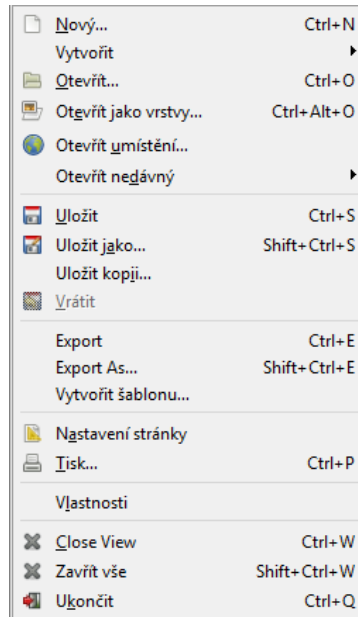 Nový... Ctrl+N
Vytvořit
Otevřít... Ctrl+O
Otevřít jako vrstvy... Ctrl+Alt+O
Otevřít umístění...
Otevřít nedávný
Uložit Ctrl+S
Uložit jako... Shift+Ctrl+S
Uložit kopii...
Vrátit
Export Ctrl+E
Export As... Shift+Ctrl+E
Vytvořit šablonu...
Nastavení stránky
Tisk... Ctrl+P
Vlastnosti
Close View Ctrl+W
Zavřít vše Shift+Ctrl+W
Ukončit Ctrl+Q